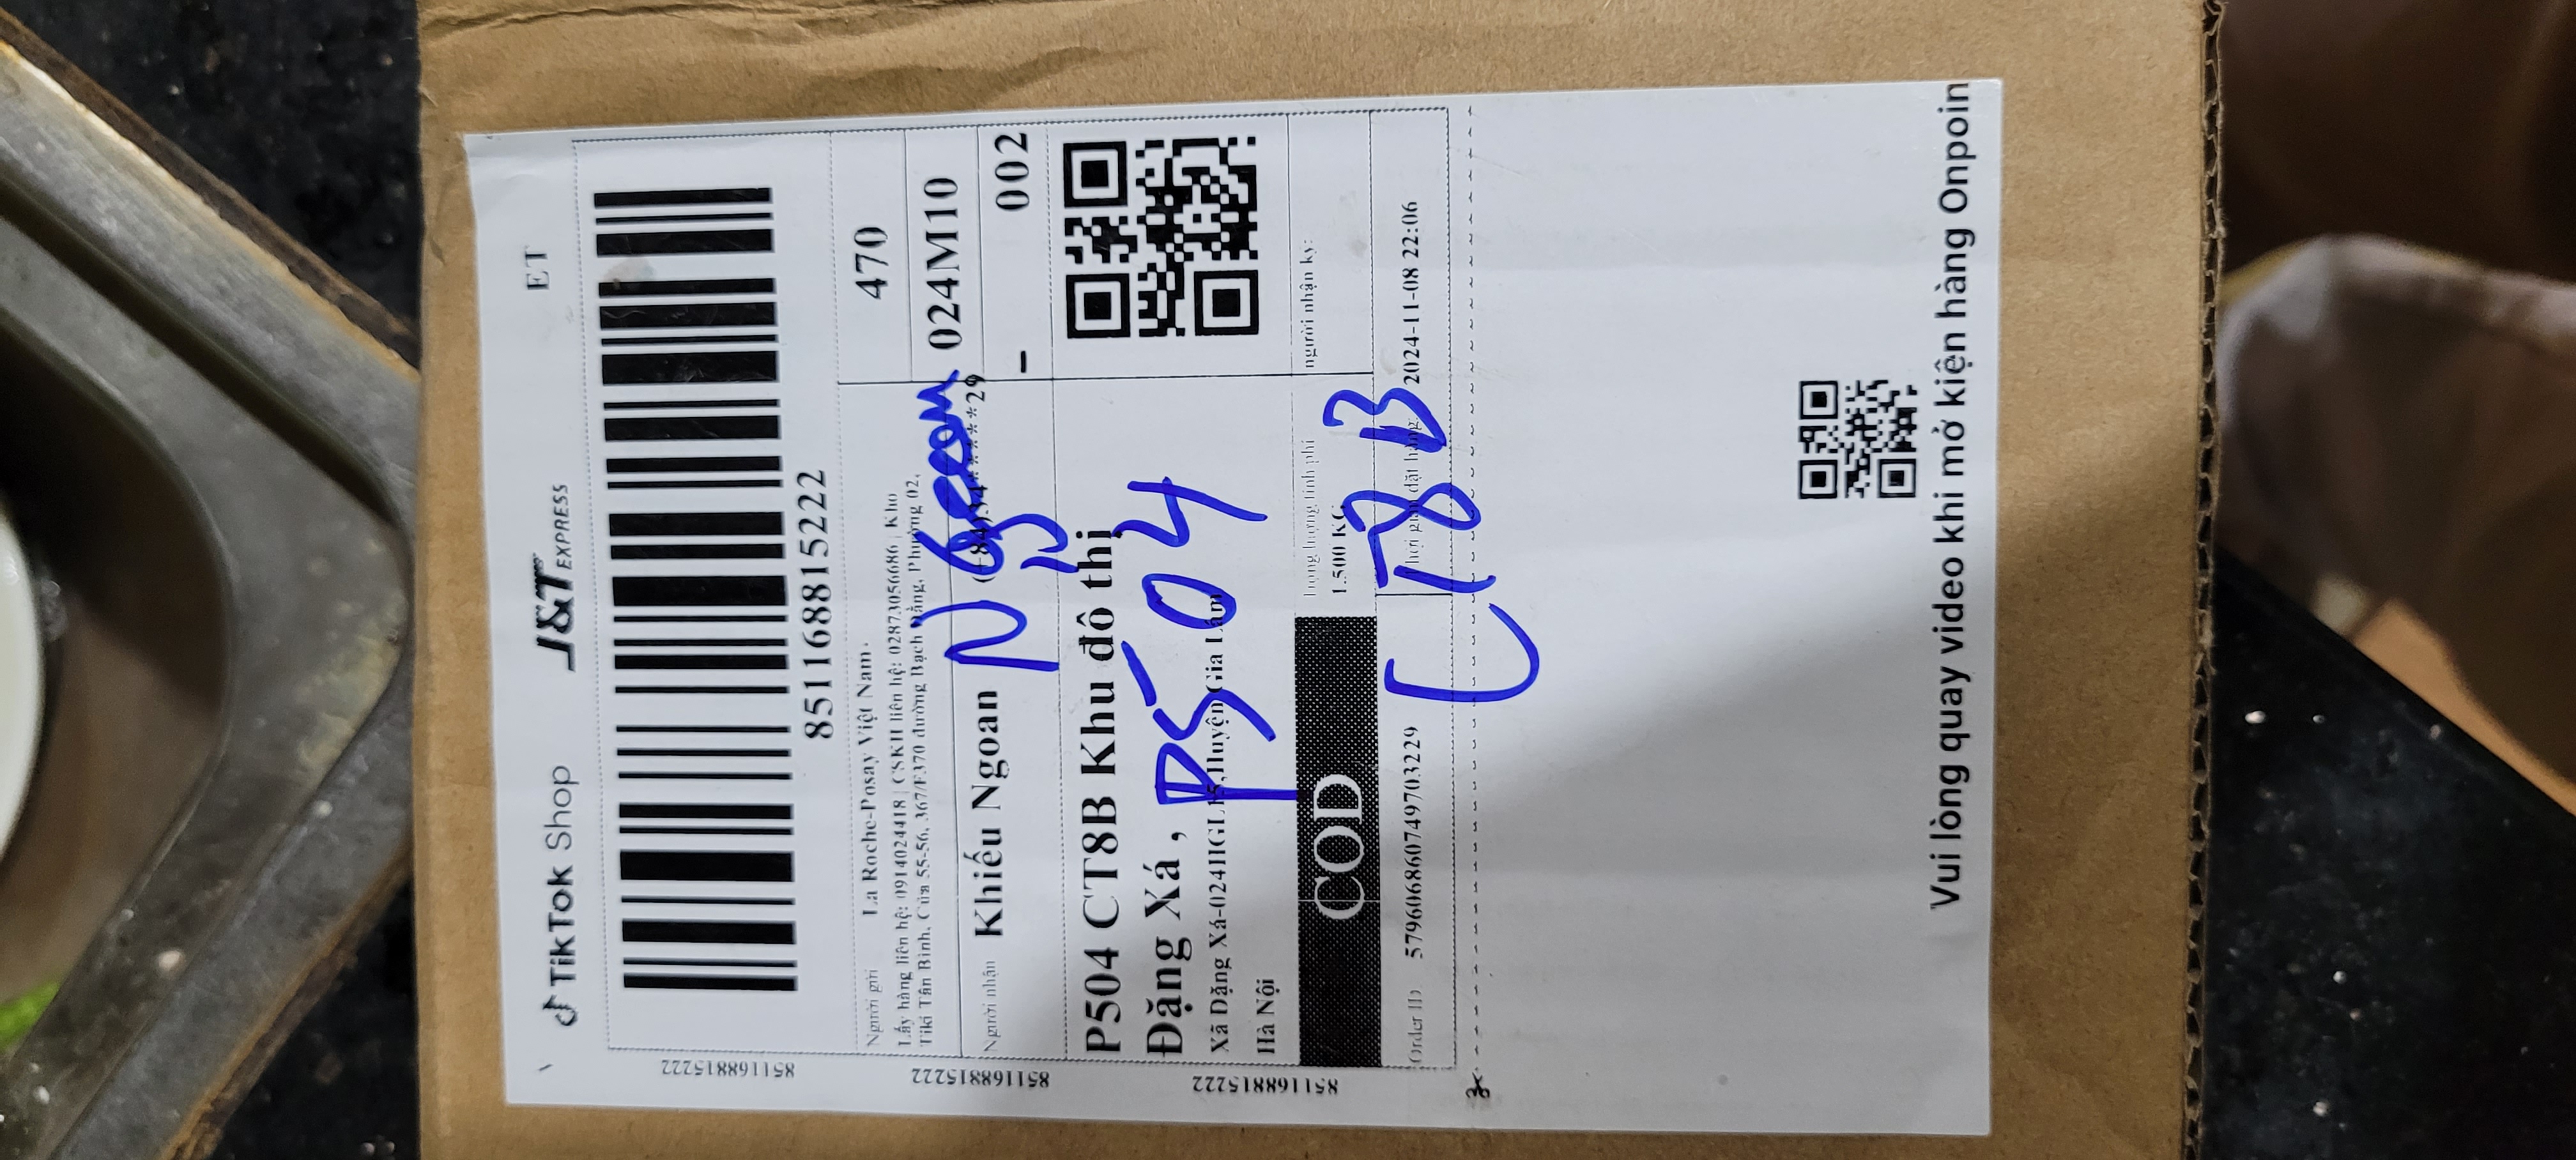 TikTok Shop J&T EXPRESS ET
851168815222
851168815222
851168815222
851168815222
Người gửi La Roche-Posay Việt Nam
Lấy hàng liên hệ: 0914024418 | CSKH liên hệ: 02873056686 | Kho
Tiki Tân Bình, Cửa 55-56, 367/F370 đường Bạch Đằng, Phường 02,
470
024M10
- 002
Người nhận Khiếu Ngoan (+84)34*****29
Ngoan
P504 CT8B Khu đô thị
Đặng Xá ,
P504
Xã Đặng Xá-024HGL15,Huyện Gia Lâm
Hà Nội
COD
Trọng lượng tính phí
1.500 KG
người nhận ký:
CT8B
Order ID 579606860749703229
Thời gian đặt hàng: 2024-11-08 22:06
Vui lòng quay video khi mở kiện hàng Onpoin